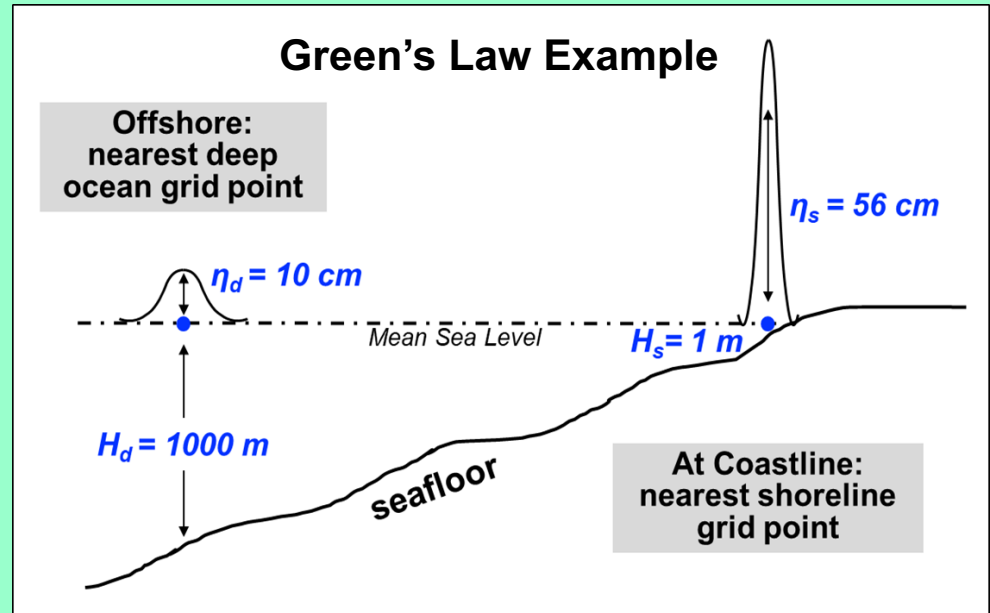 Green’s Law Example
Offshore:
nearest deep
ocean grid point
ηs = 56 cm
ηd = 10 cm
Mean Sea Level
Hs= 1 m
Hd = 1000 m
seafloor
At Coastline:
nearest shoreline
grid point